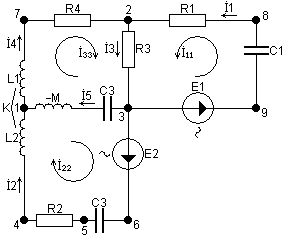 7 R4 2 R1 İ1 8
İ4 İ3 R3 C1
İ33 İ11
L1 -M C3 İ5 E1
K 1 3 9
L2 E2
İ2 İ22
R2 C3
4 5 6